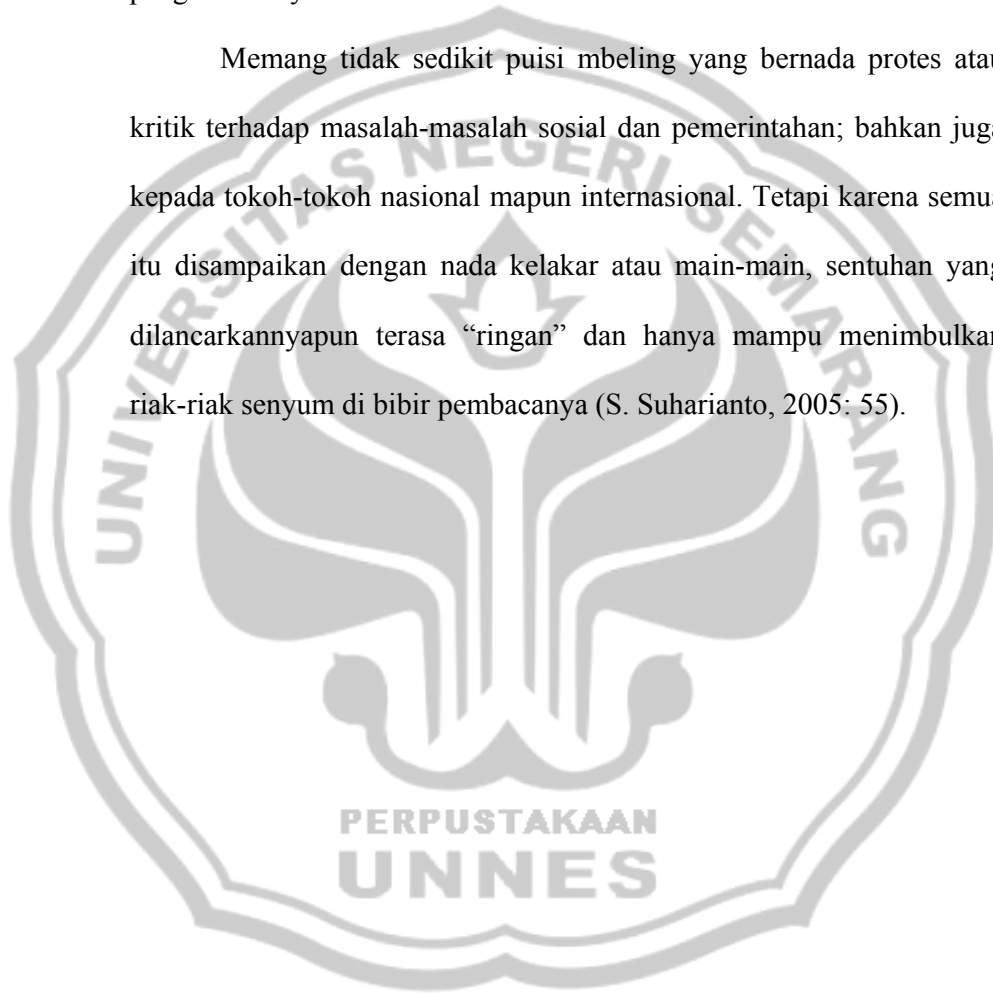 Memang tidak sedikit puisi mbeling yang bernada protes atau
kritik terhadap masalah-masalah sosial dan pemerintahan; bahkan juga
kepada tokoh-tokoh nasional mapun internasional. Tetapi karena semua
itu disampaikan dengan nada kelakar atau main-main, sentuhan yang
dilancarkannyapun terasa “ringan” dan hanya mampu menimbulkan
riak-riak senyum di bibir pembacanya (S. Suharianto, 2005: 55).
UNIVERSITAS NEGERI SEMARANG
PERPUSTAKAAN
UNNES